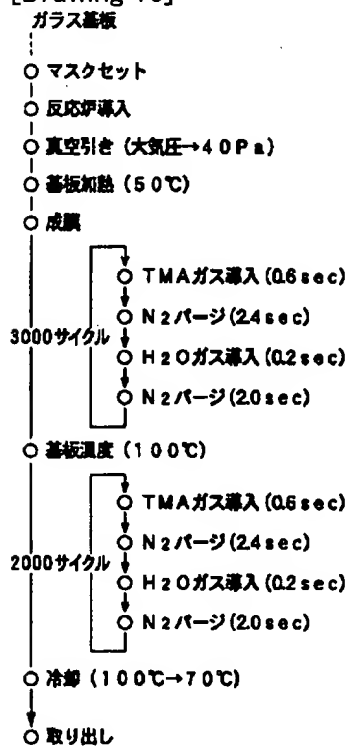 [Drawing 10]
ガラス基板
マスクセット
反応炉導入
真空引き (大気圧→40Pa)
基板加熱 (50℃)
成膜
TMAガス導入 (0.6sec)
N2パージ (2.4sec)
3000サイクル
H2Oガス導入 (0.2sec)
N2パージ (2.0sec)
基板温度 (100℃)
TMAガス導入 (0.6sec)
N2パージ (2.4sec)
2000サイクル
H2Oガス導入 (0.2sec)
N2パージ (2.0sec)
冷却 (100℃→70℃)
取り出し